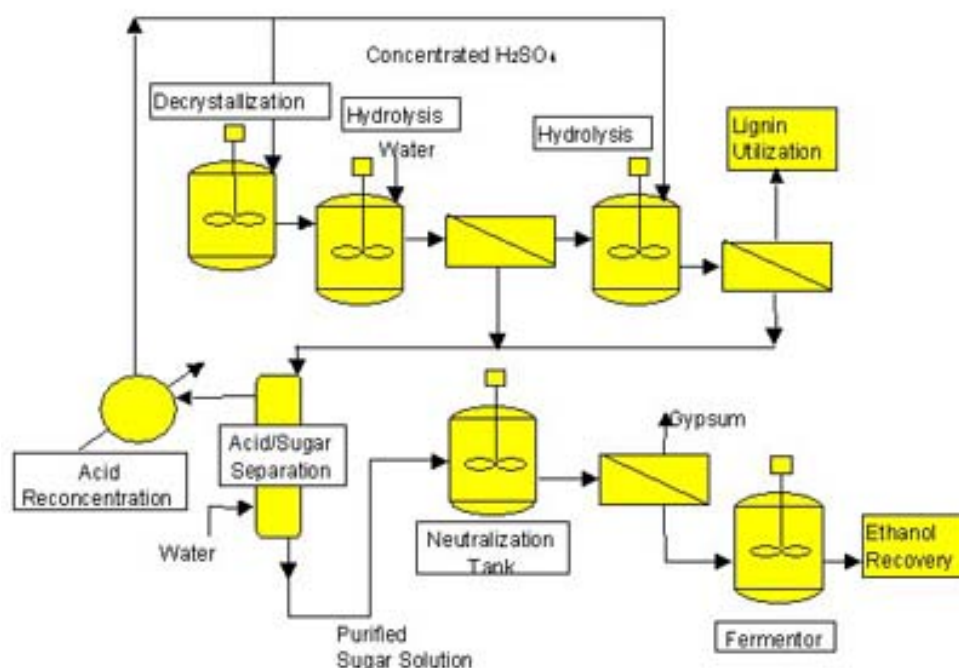 Concentrated H₂SO₄
Decrystallization
Hydrolysis
Water
Hydrolysis
Lignin
Utilization
Acid
Reconcentration
Acid/Sugar
Separation
Water
Purified
Sugar Solution
Neutralization
Tank
Gypsum
Fermentor
Ethanol
Recovery